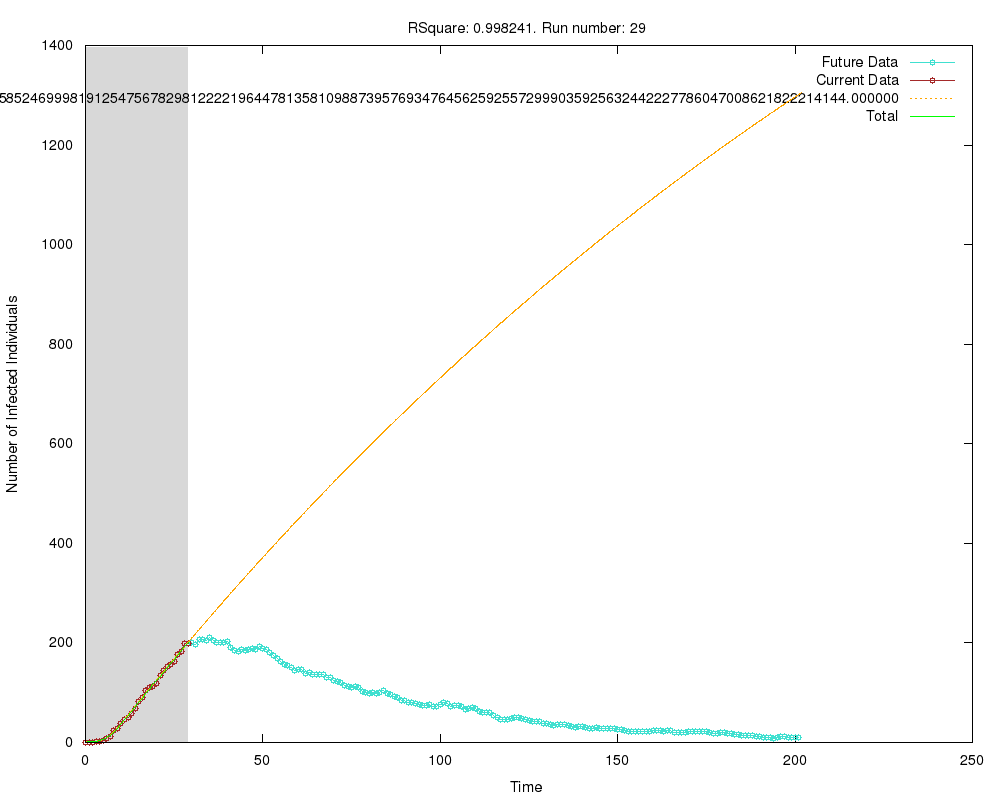 RSquare: 0.998241. Run number: 29
1400
1200
1000
800
600
400
200
0
Number of Infected Individuals
Future Data
Current Data
Total
0
50
100
150
200
250
Time